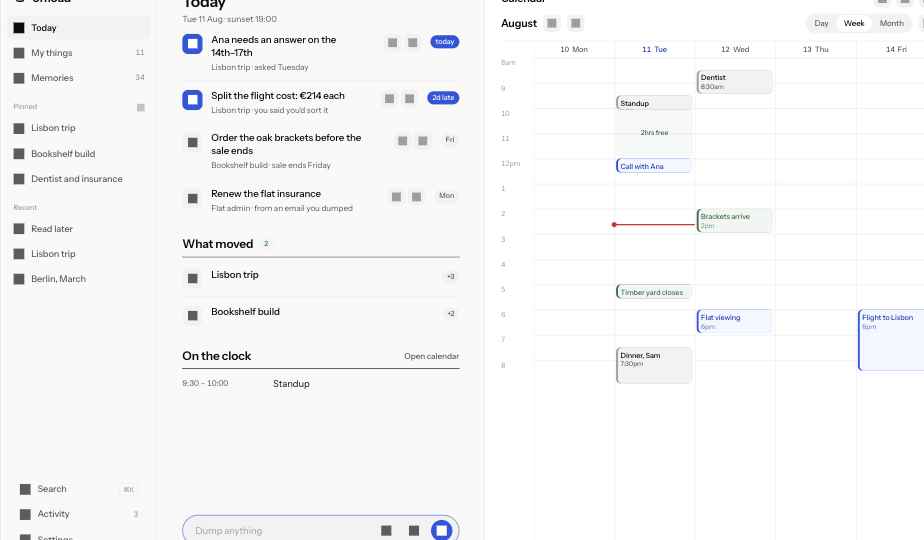 Today
My things 11
Memories 34
Pinned
Lisbon trip
Bookshelf build
Dentist and insurance
Recent
Read later
Lisbon trip
Berlin, March
Search ⌘K
Activity 3
Settings
Today
Tue 11 Aug · sunset 19:00
Ana needs an answer on the
14th–17th
today
Lisbon trip · asked Tuesday
Split the flight cost: €214 each
2d late
Lisbon trip · you said you'd sort it
Order the oak brackets before the
sale ends
Fri
Bookshelf build · sale ends Friday
Renew the flat insurance
Mon
Flat admin · from an email you dumped
What moved 2
Lisbon trip +3
Bookshelf build +2
On the clock Open calendar
9:30 – 10:00 Standup
Dump anything
Calendar
August
Day Week Month
10 Mon 11 Tue 12 Wed 13 Thu 14 Fri
8am
Dentist
8:30am
9
Standup
10
2hrs free
11
12pm
Call with Ana
1
2
Brackets arrive
2pm
3
4
5
Timber yard closes
6
Flat viewing
6pm
Flight to Lisbon
6pm
7
Dinner, Sam
7:30pm
8